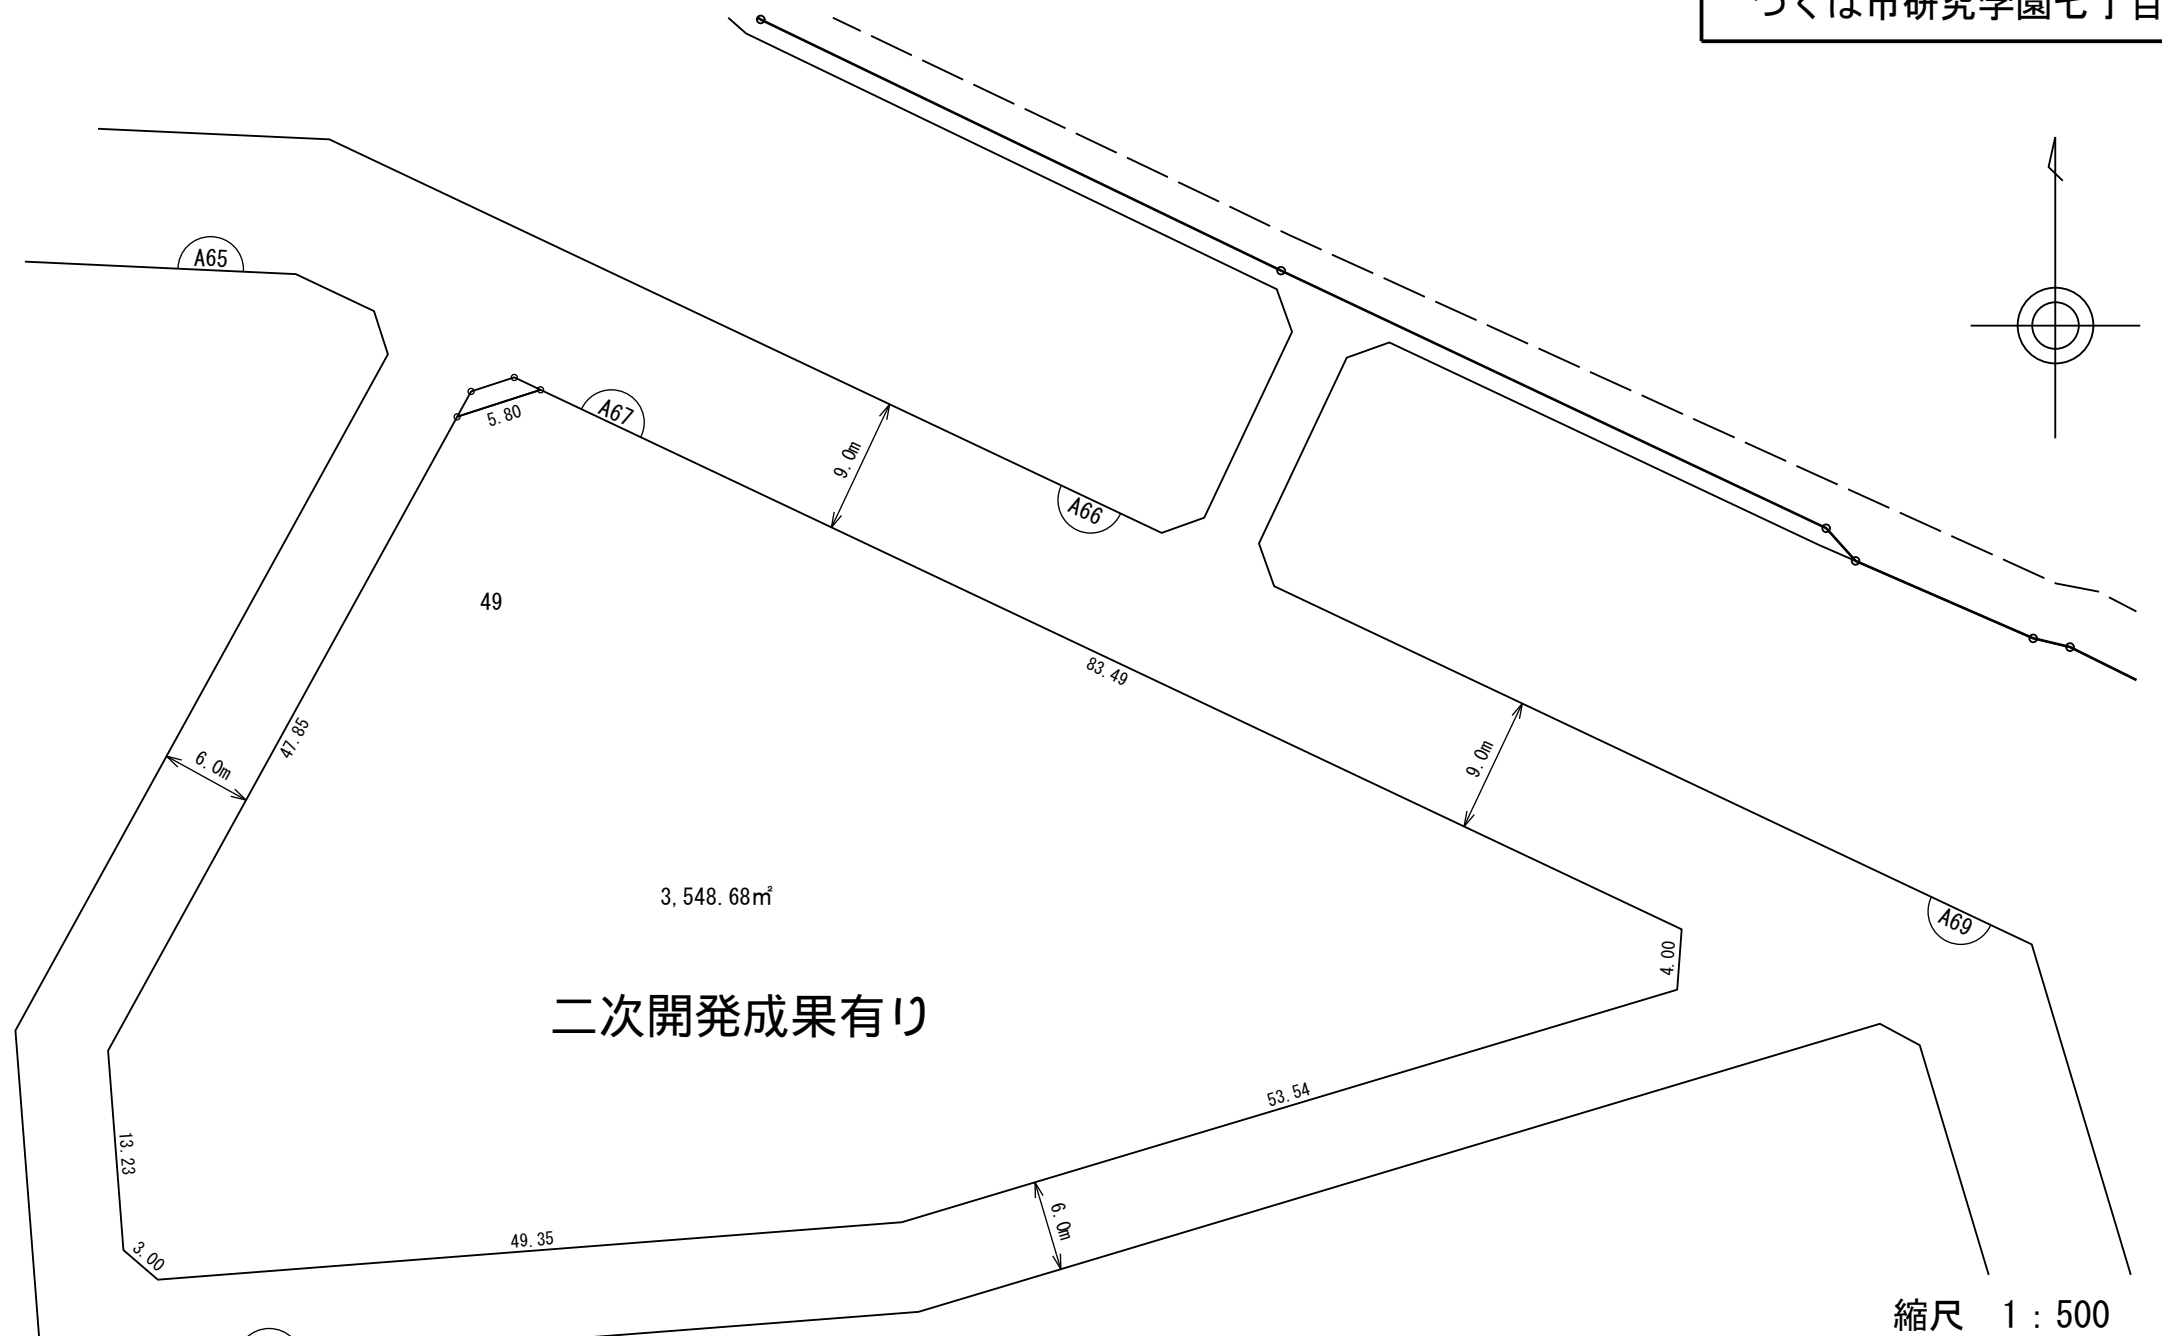 つくば市研究学園七丁目
A65
5.80
A67
9.0m
A66
49
83.49
47.85
6.0m
9.0m
3,548.68㎡
A69
4.00
二次開発成果有り
53.54
13.23
3.00
49.35
6.0m
縮尺 1:500